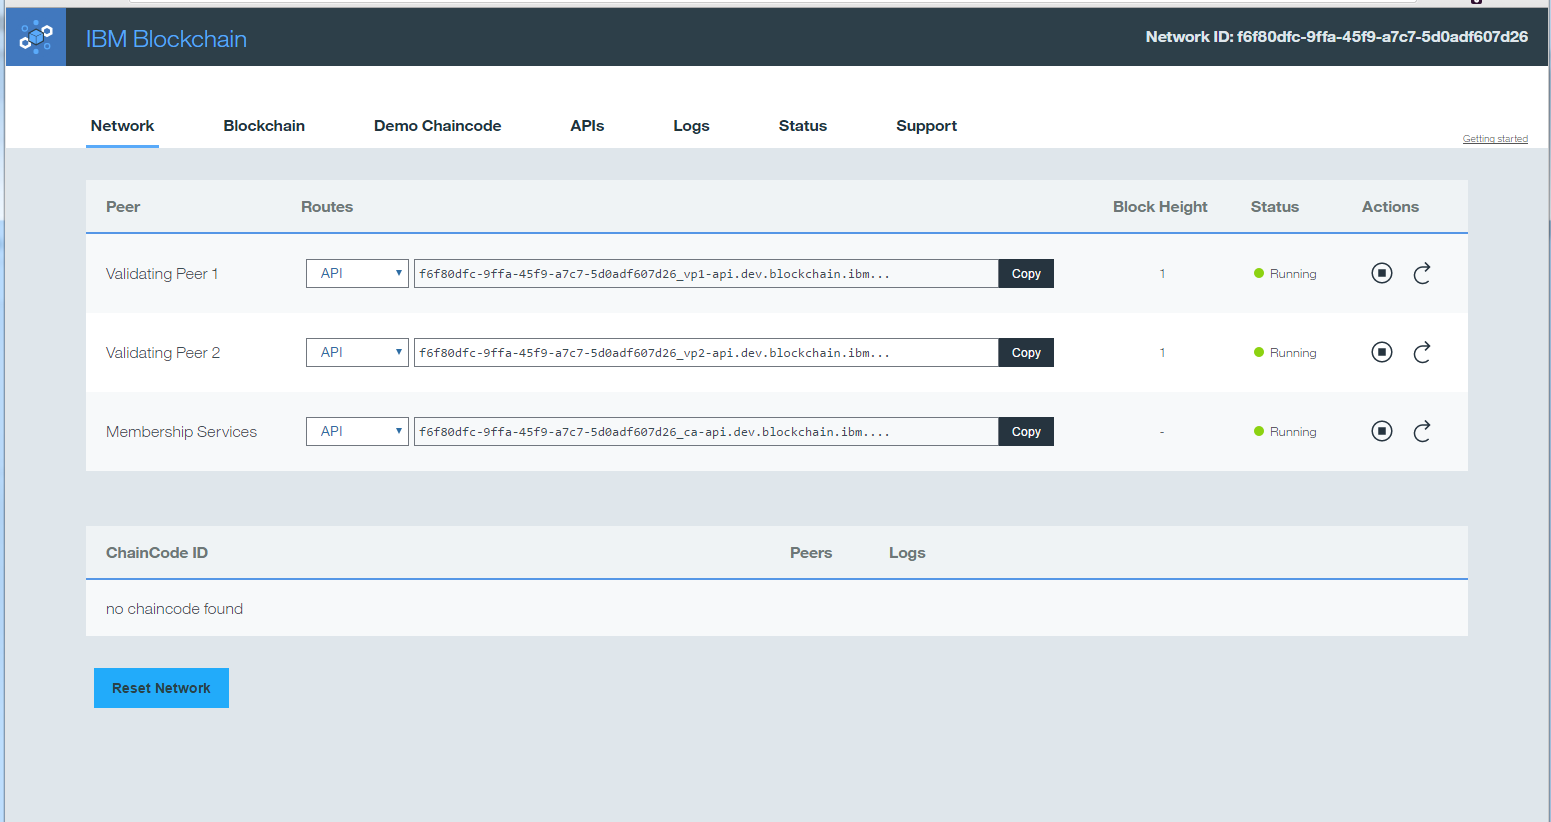 IBM Blockchain
Network ID: f6f80dfc-9ffa-45f9-a7c7-5d0adf607d26
Network Blockchain Demo Chaincode APIs Logs Status Support
Getting started
Peer Routes Block Height Status Actions
Validating Peer 1 API f6f80dfc-9ffa-45f9-a7c7-5d0adf607d26_vp1-api.dev.blockchain.ibm... Copy 1 Running
Validating Peer 2 API f6f80dfc-9ffa-45f9-a7c7-5d0adf607d26_vp2-api.dev.blockchain.ibm... Copy 1 Running
Membership Services API f6f80dfc-9ffa-45f9-a7c7-5d0adf607d26_ca-api.dev.blockchain.ibm.... Copy - Running
ChainCode ID Peers Logs
no chaincode found
Reset Network